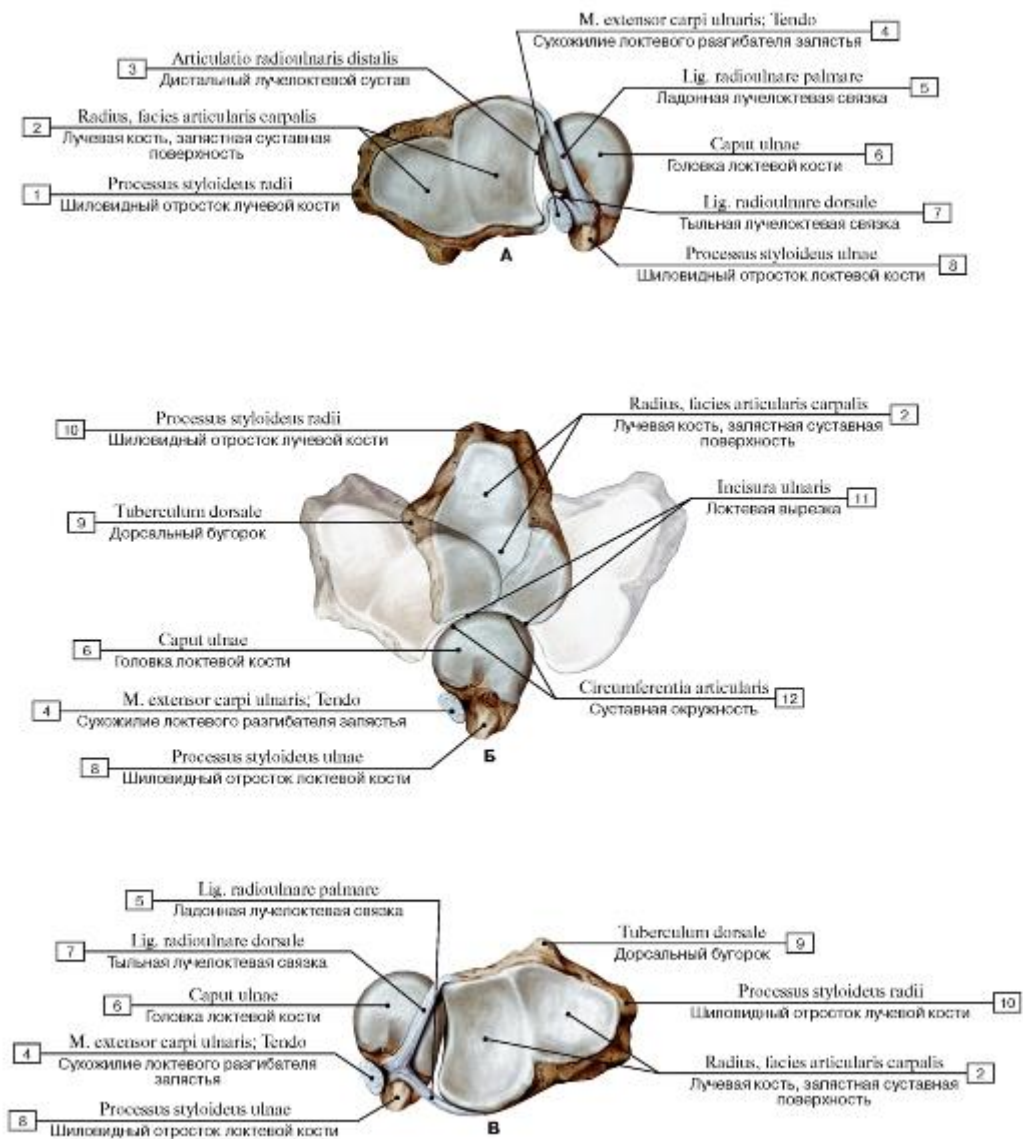 M. extensor carpi ulnaris; Tendo
4
Сухожилие локтевого разгибателя запястья
3
Articulatio radioulnaris distalis
Дистальный лучелоктевой сустав
Lig. radioulnare palmare
5
Ладонная лучелоктевая связка
2
Radius, facies articularis carpalis
Лучевая кость, запястная суставная
поверхность
Caput ulnae
6
Головка локтевой кости
1
Processus styloideus radii
Шиловидный отросток лучевой кости
Lig. radioulnare dorsale
7
Тыльная лучелоктевая связка
А
Processus styloideus ulnae
8
Шиловидный отросток локтевой кости
10
Processus styloideus radii
Шиловидный отросток лучевой кости
Radius, facies articularis carpalis
2
Лучевая кость, запястная суставная
поверхность
9
Tuberculum dorsale
Дорсальный бугорок
Incisura ulnaris
11
Локтевая вырезка
6
Caput ulnae
Головка локтевой кости
4
M. extensor carpi ulnaris; Tendo
Сухожилие локтевого разгибателя запястья
Circumferentia articularis
12
Суставная окружность
8
Processus styloideus ulnae
Шиловидный отросток локтевой кости
Б
5
Lig. radioulnare palmare
Ладонная лучелоктевая связка
7
Lig. radioulnare dorsale
Тыльная лучелоктевая связка
Tuberculum dorsale
9
Дорсальный бугорок
6
Caput ulnae
Головка локтевой кости
Processus styloideus radii
10
Шиловидный отросток лучевой кости
4
M. extensor carpi ulnaris; Tendo
Сухожилие локтевого разгибателя
запястья
Radius, facies articularis carpalis
2
Лучевая кость, запястная суставная
поверхность
8
Processus styloideus ulnae
Шиловидный отросток локтевой кости
В